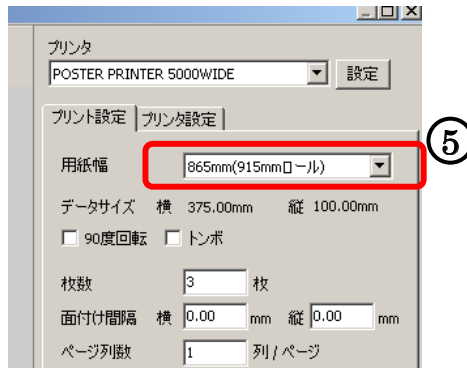 プリンタ
POSTER PRINTER 5000WIDE 設定
プリント設定 プリンタ設定
⑤
用紙幅 865mm(915mmロール)
データサイズ 横 375.00mm 縦 100.00mm
90度回転 トンボ
枚数 3 枚
面付け間隔 横 0.00 mm 縦 0.00 mm
ページ列数 1 列 / ページ